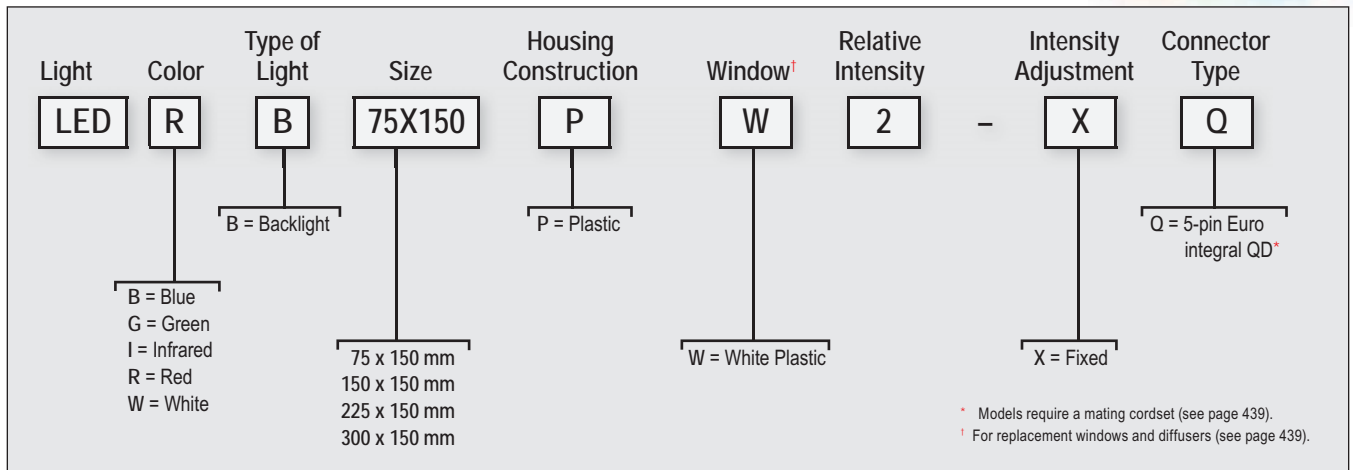 Light Color Type of Light Size Housing Construction Window† Relative Intensity Intensity Adjustment Connector Type
LED R B 75X150 P W 2 – X Q
B = Backlight
P = Plastic
Q = 5-pin Euro
integral QD*
B = Blue
G = Green
I = Infrared
R = Red
W = White
75 x 150 mm
150 x 150 mm
225 x 150 mm
300 x 150 mm
W = White Plastic
X = Fixed
* Models require a mating cordset (see page 439).
† For replacement windows and diffusers (see page 439).